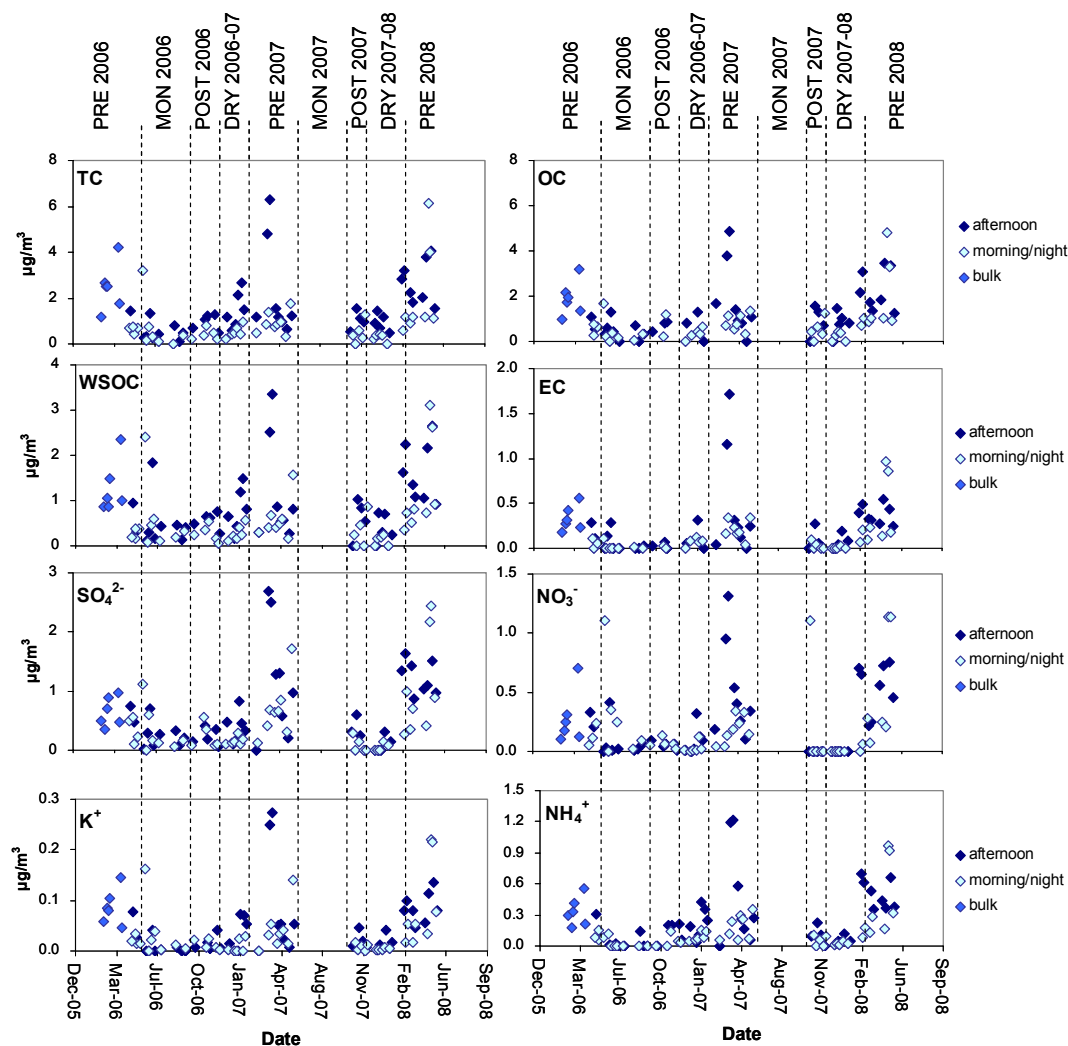 PRE 2006
MON 2006
POST 2006
DRY 2006-07
PRE 2007
MON 2007
POST 2007
DRY 2007-08
PRE 2008
PRE 2006
MON 2006
POST 2006
DRY 2006-07
PRE 2007
MON 2007
POST 2007
DRY 2007-08
PRE 2008
TC
µg/m³
8
6
4
2
0
OC
8
6
4
2
0
afternoon
morning/night
bulk
WSOC
µg/m³
4
3
2
1
0
EC
2.0
1.5
1.0
0.5
0.0
afternoon
morning/night
bulk
SO₄²⁻
µg/m³
3
2
1
0
NO₃⁻
1.5
1.0
0.5
0.0
afternoon
morning/night
bulk
K⁺
µg/m³
0.3
0.2
0.1
0.0
NH₄⁺
1.5
1.2
0.9
0.6
0.3
0.0
afternoon
morning/night
bulk
Dec-05
Mar-06
Jul-06
Oct-06
Jan-07
Apr-07
Aug-07
Nov-07
Feb-08
Jun-08
Sep-08
Date
Dec-05
Mar-06
Jul-06
Oct-06
Jan-07
Apr-07
Aug-07
Nov-07
Feb-08
Jun-08
Sep-08
Date